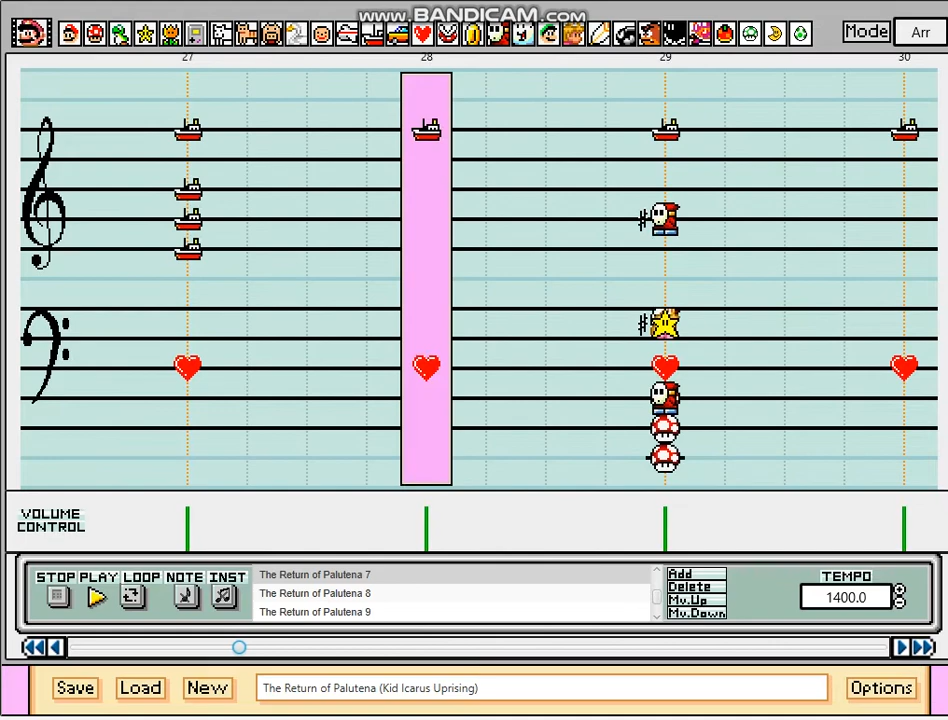 www.BANDICAM.com
Mode Arr
27 28 29 30
VOLUME
CONTROL
STOP PLAY LOOP NOTE INST
The Return of Palutena 7
The Return of Palutena 8
The Return of Palutena 9
Add
Delete
Mv.Up
Mv.Down
TEMPO
1400.0
Save Load New The Return of Palutena (Kid Icarus Uprising) Options